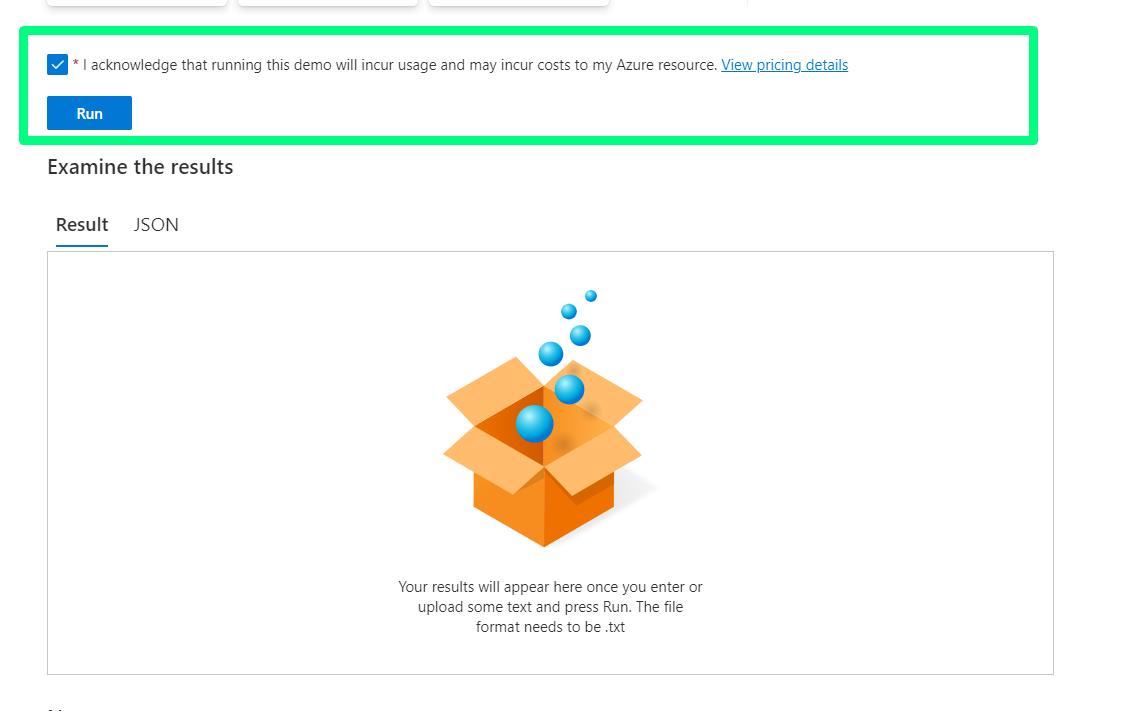 * I acknowledge that running this demo will incur usage and may incur costs to my Azure resource. View pricing details
Run
Examine the results
Result JSON
Your results will appear here once you enter or
upload some text and press Run. The file
format needs to be .txt